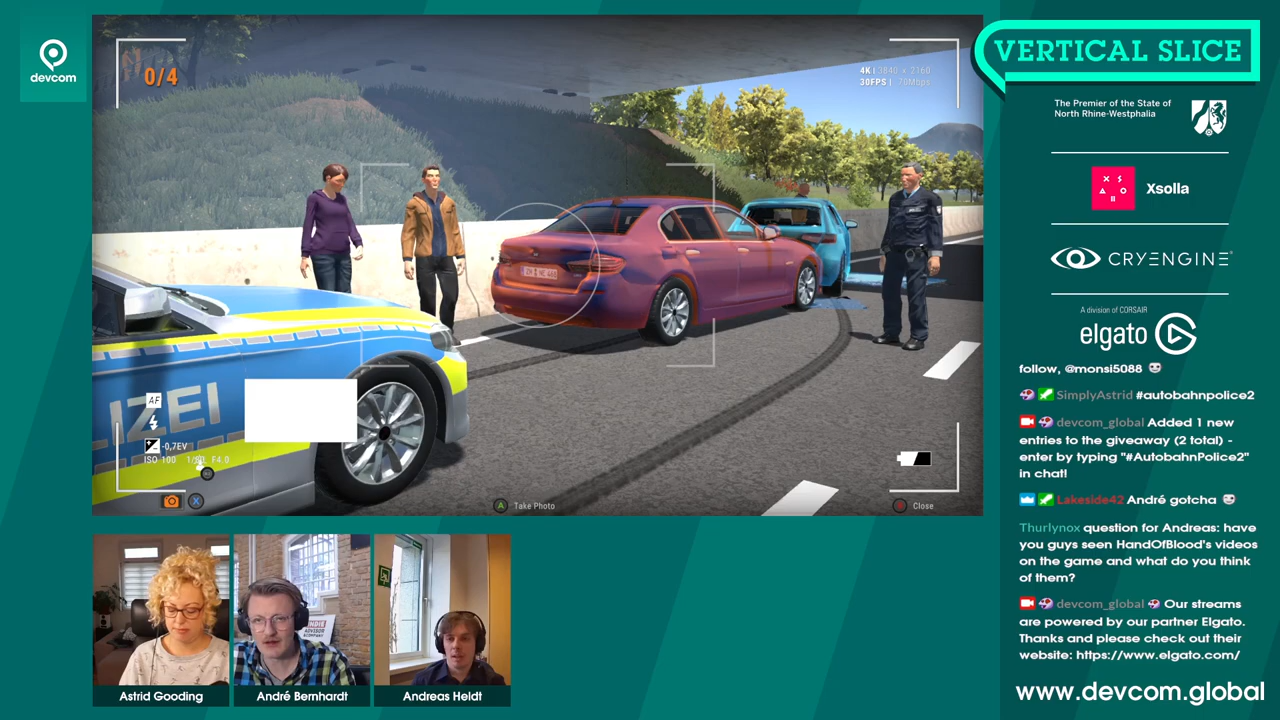 devcom
0/4
4K | 3840 x 2160
30FPS | 70Mbps
VERTICAL SLICE
The Premier of the State of
North Rhine-Westphalia
Xsolla
CRYENGINE
A division of CORSAIR
elgato
IZEI
AF
-0,7EV
ISO 100
F4.0
X
A Take Photo
Close
follow, @monsi5088
SimplyAstrid #autobahnpolice2
devcom_global Added 1 new
entries to the giveaway (2 total) -
enter by typing "#AutobahnPolice2"
in chat!
Lakeside42 André gotcha
Thurlynox question for Andreas: have
you guys seen HandOfBlood's videos
on the game and what do you think
of them?
devcom_global Our streams
are powered by our partner Elgato.
Thanks and please check out their
website: https://www.elgato.com/
www.devcom.global
INDIE
ADVISOR
Astrid Gooding
André Bernhardt
Andreas Heldt